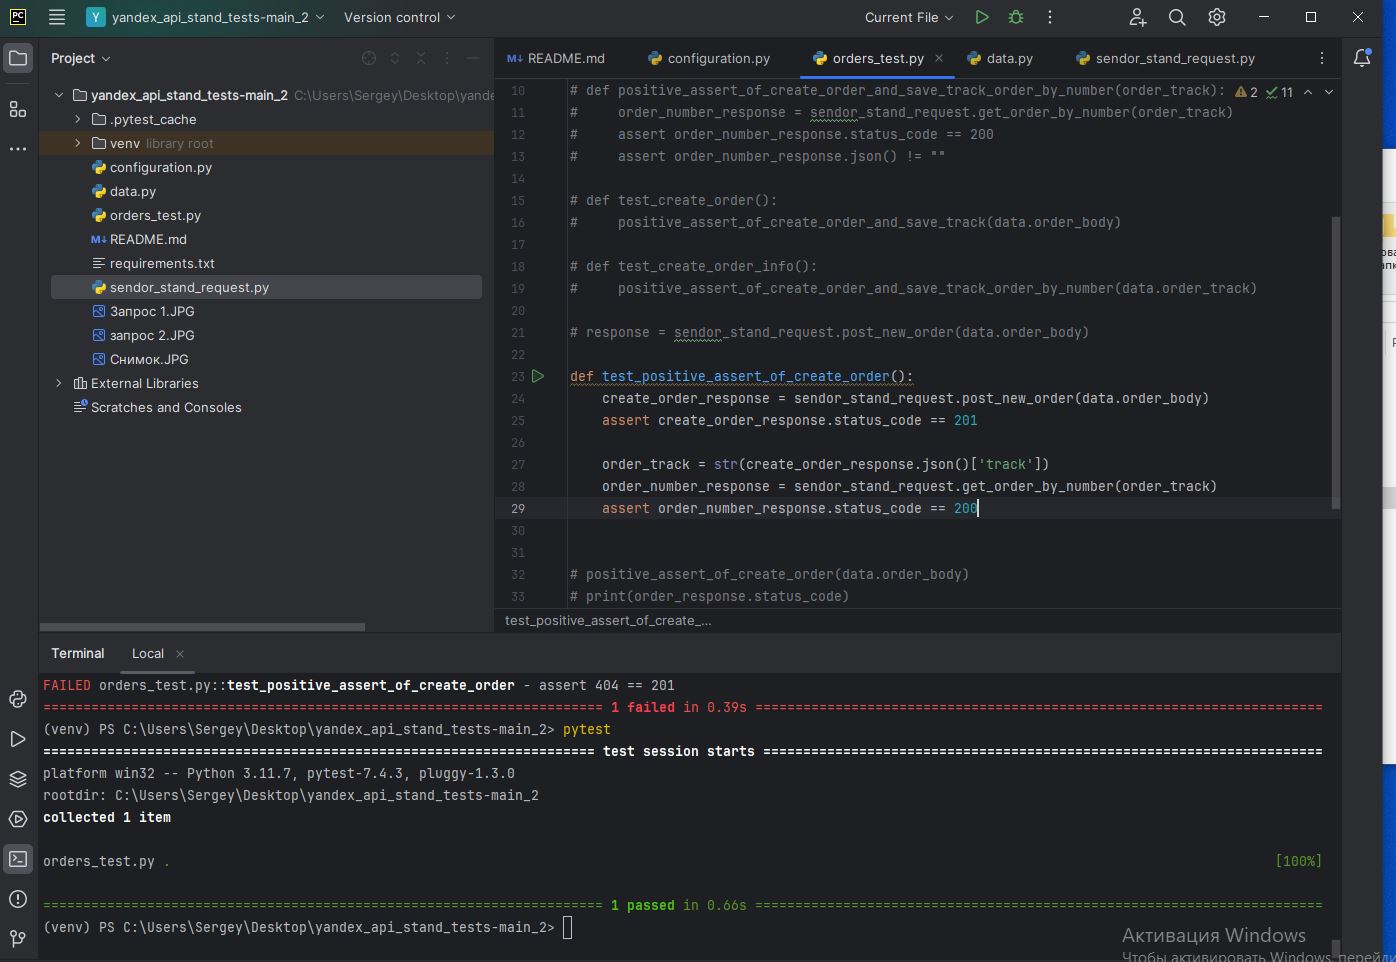 PC
Y yandex_api_stand_tests-main_2
Version control
Current File
Project
yandex_api_stand_tests-main_2 C:\Users\Sergey\Desktop\yande
.pytest_cache
venv library root
configuration.py
data.py
orders_test.py
M↓ README.md
requirements.txt
sendor_stand_request.py
Запрос 1.JPG
запрос 2.JPG
Снимок.JPG
External Libraries
Scratches and Consoles
M↓ README.md
configuration.py
orders_test.py
data.py
sendor_stand_request.py
2 11
10 # def positive_assert_of_create_order_and_save_track_order_by_number(order_track):
11 #     order_number_response = sendor_stand_request.get_order_by_number(order_track)
12 #     assert order_number_response.status_code == 200
13 #     assert order_number_response.json() != ""
14
15 # def test_create_order():
16 #     positive_assert_of_create_order_and_save_track(data.order_body)
17
18 # def test_create_order_info():
19 #     positive_assert_of_create_order_and_save_track_order_by_number(data.order_track)
20
21 # response = sendor_stand_request.post_new_order(data.order_body)
22
23 def test_positive_assert_of_create_order():
24     create_order_response = sendor_stand_request.post_new_order(data.order_body)
25     assert create_order_response.status_code == 201
26
27     order_track = str(create_order_response.json()['track'])
28     order_number_response = sendor_stand_request.get_order_by_number(order_track)
29     assert order_number_response.status_code == 200
30
31
32 # positive_assert_of_create_order(data.order_body)
33 # print(order_response.status_code)
test_positive_assert_of_create_...
Terminal
Local
FAILED orders_test.py::test_positive_assert_of_create_order - assert 404 == 201
====================================================================== 1 failed in 0.39s =======================================================================
(venv) PS C:\Users\Sergey\Desktop\yandex_api_stand_tests-main_2> pytest
===================================================================== test session starts ======================================================================
platform win32 -- Python 3.11.7, pytest-7.4.3, pluggy-1.3.0
rootdir: C:\Users\Sergey\Desktop\yandex_api_stand_tests-main_2
collected 1 item
orders_test.py . [100%]
====================================================================== 1 passed in 0.66s =======================================================================
(venv) PS C:\Users\Sergey\Desktop\yandex_api_stand_tests-main_2>
Активация Windows
Чтобы активировать Windows, перейди